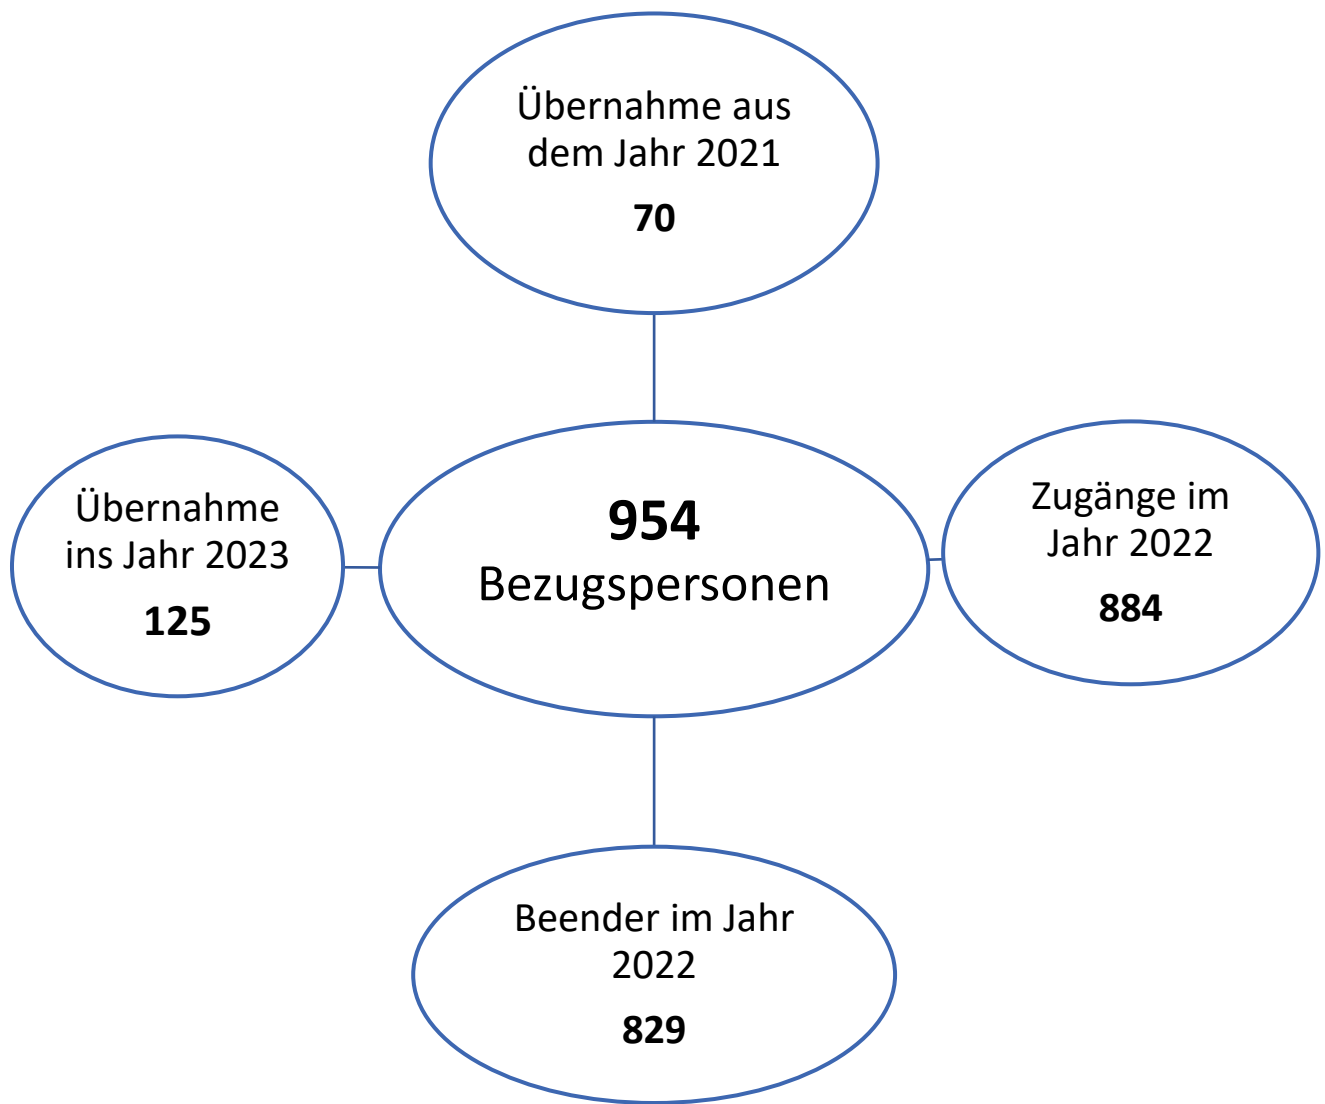 Übernahme aus
dem Jahr 2021
70
Übernahme
ins Jahr 2023
125
954
Bezugspersonen
Zugänge im
Jahr 2022
884
Beender im Jahr
2022
829